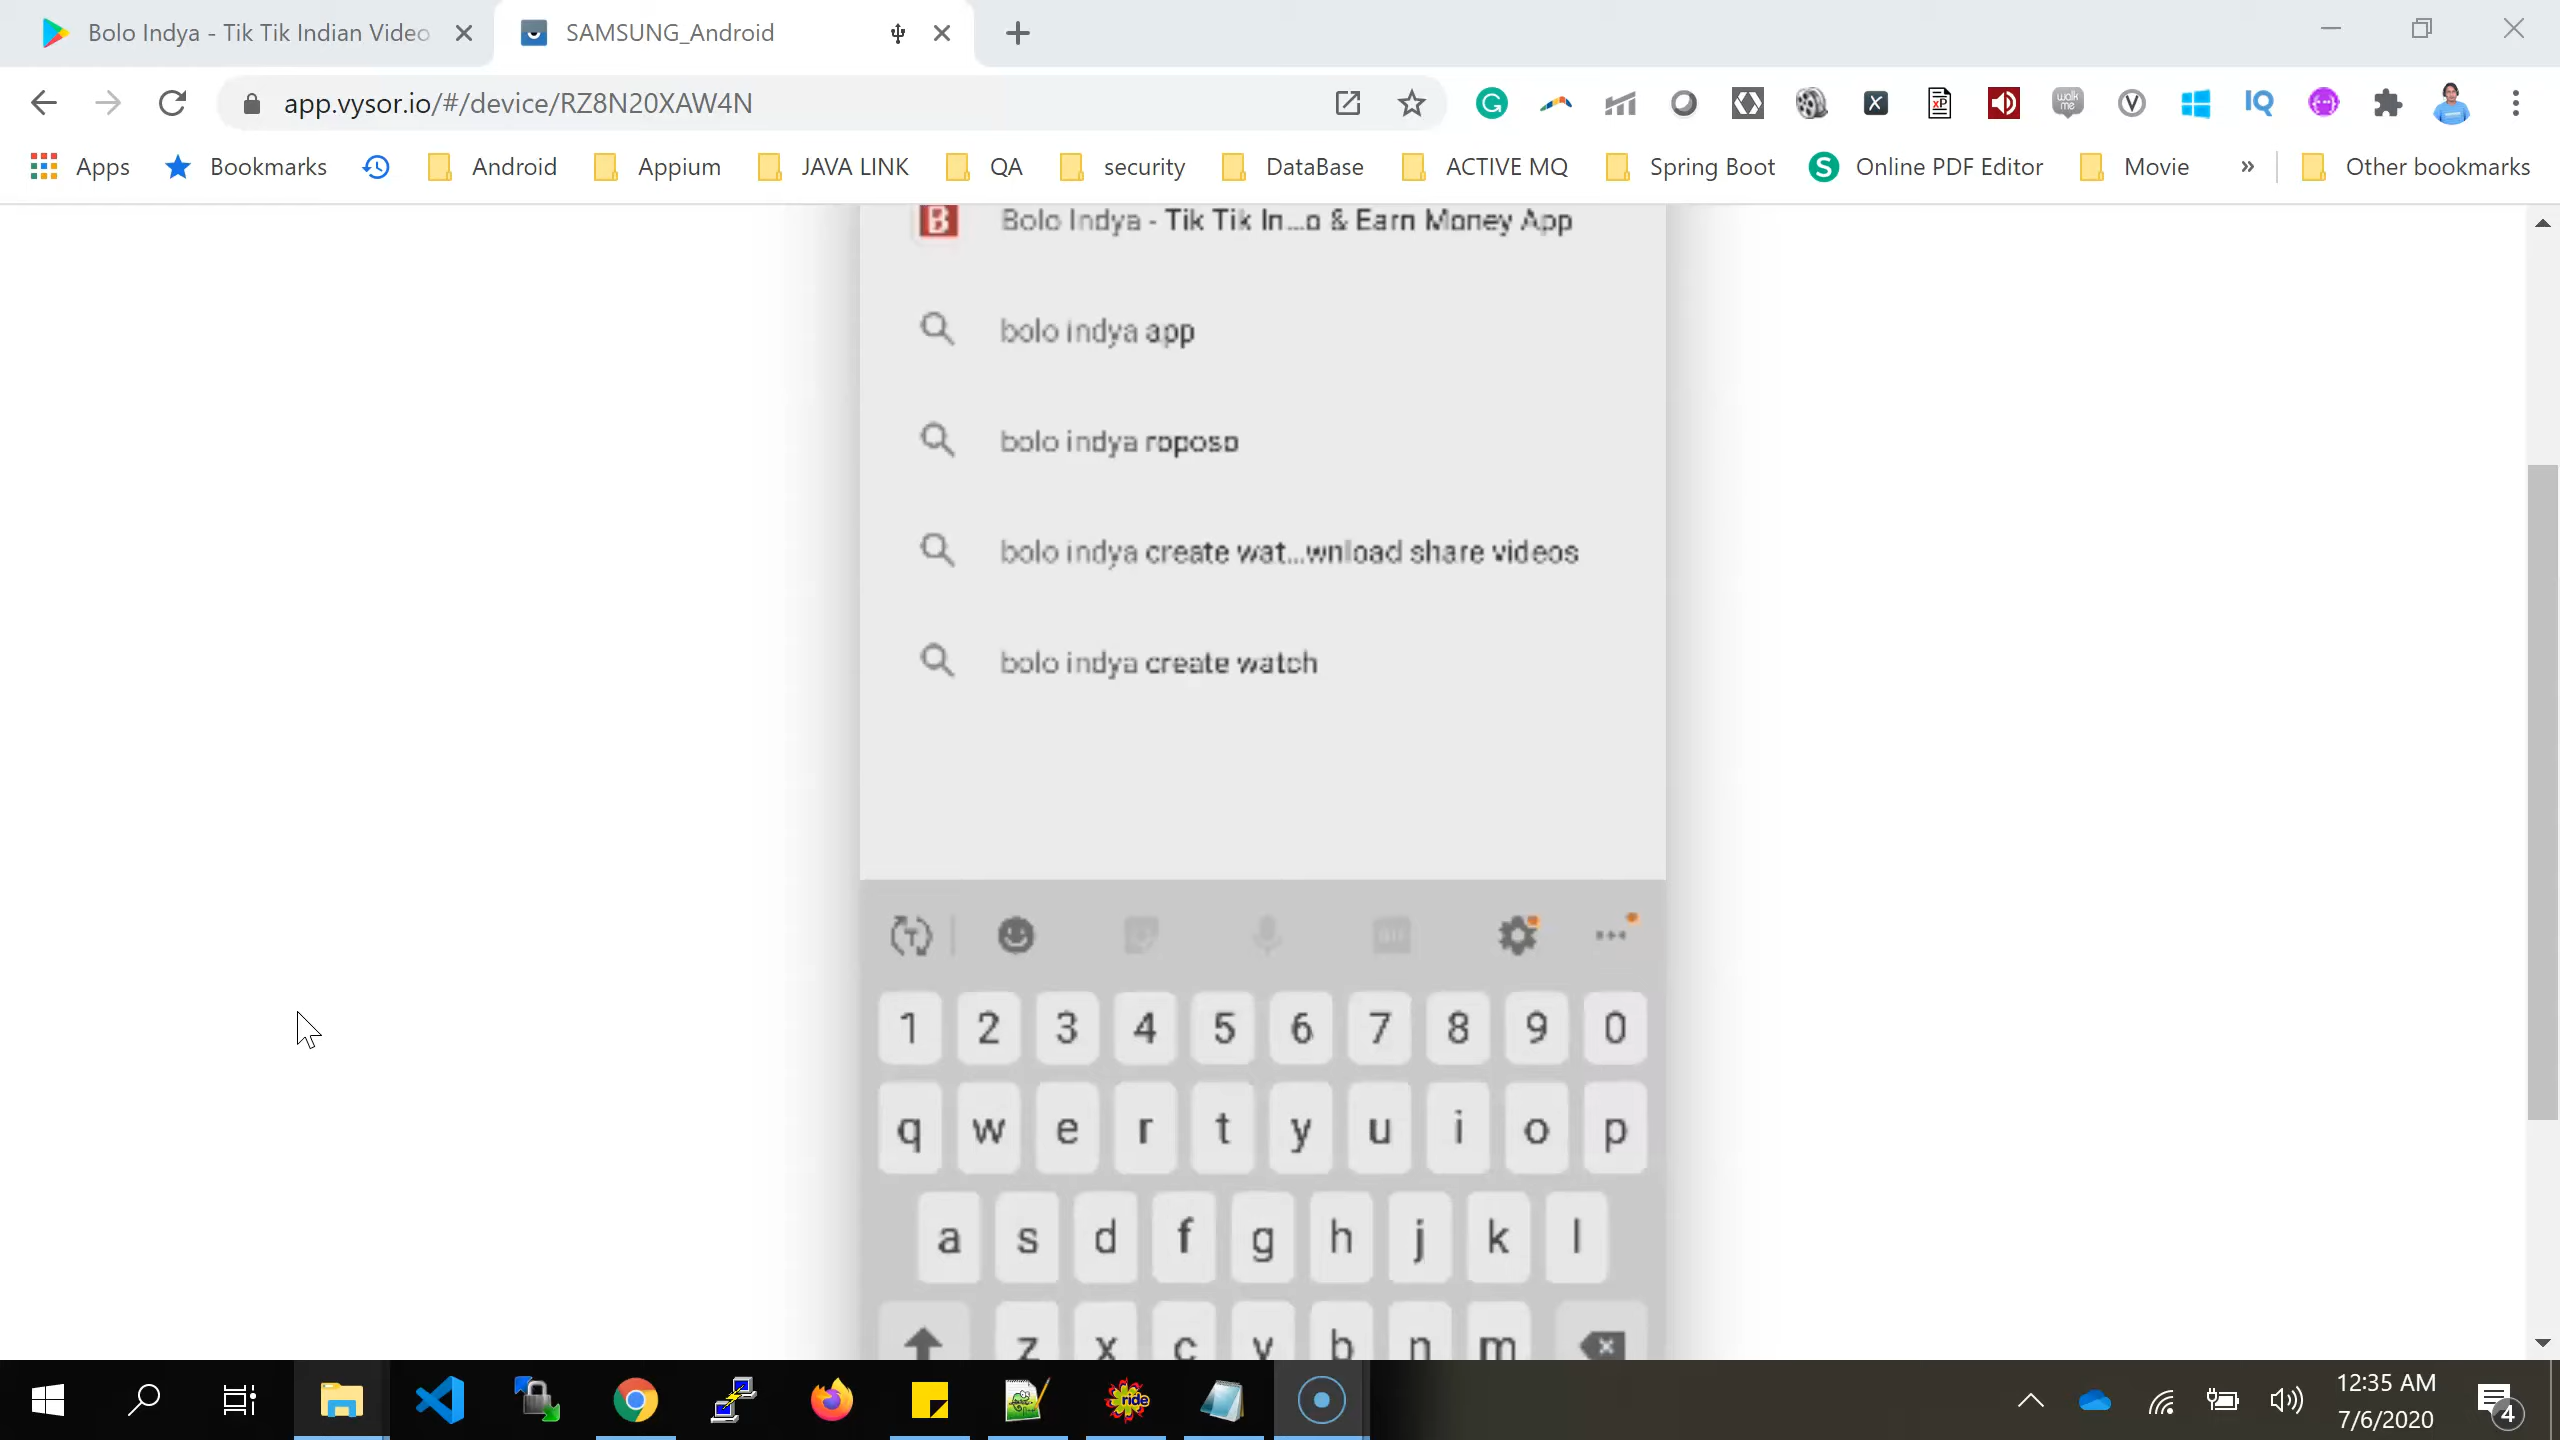 Bolo Indya - Tik Tik Indian Video
SAMSUNG_Android
app.vysor.io/#/device/RZ8N20XAW4N
Apps
Bookmarks
Android
Appium
JAVA LINK
QA
security
DataBase
ACTIVE MQ
Spring Boot
Online PDF Editor
Movie
»
Other bookmarks
Bolo Indya - Tik Tik In...o & Earn Money App
bolo indya app
bolo indya roposo
bolo indya create wat...wnload share videos
bolo indya create watch
1 2 3 4 5 6 7 8 9 0
q w e r t y u i o p
a s d f g h j k l
z x c v b n m
12:35 AM
7/6/2020
4